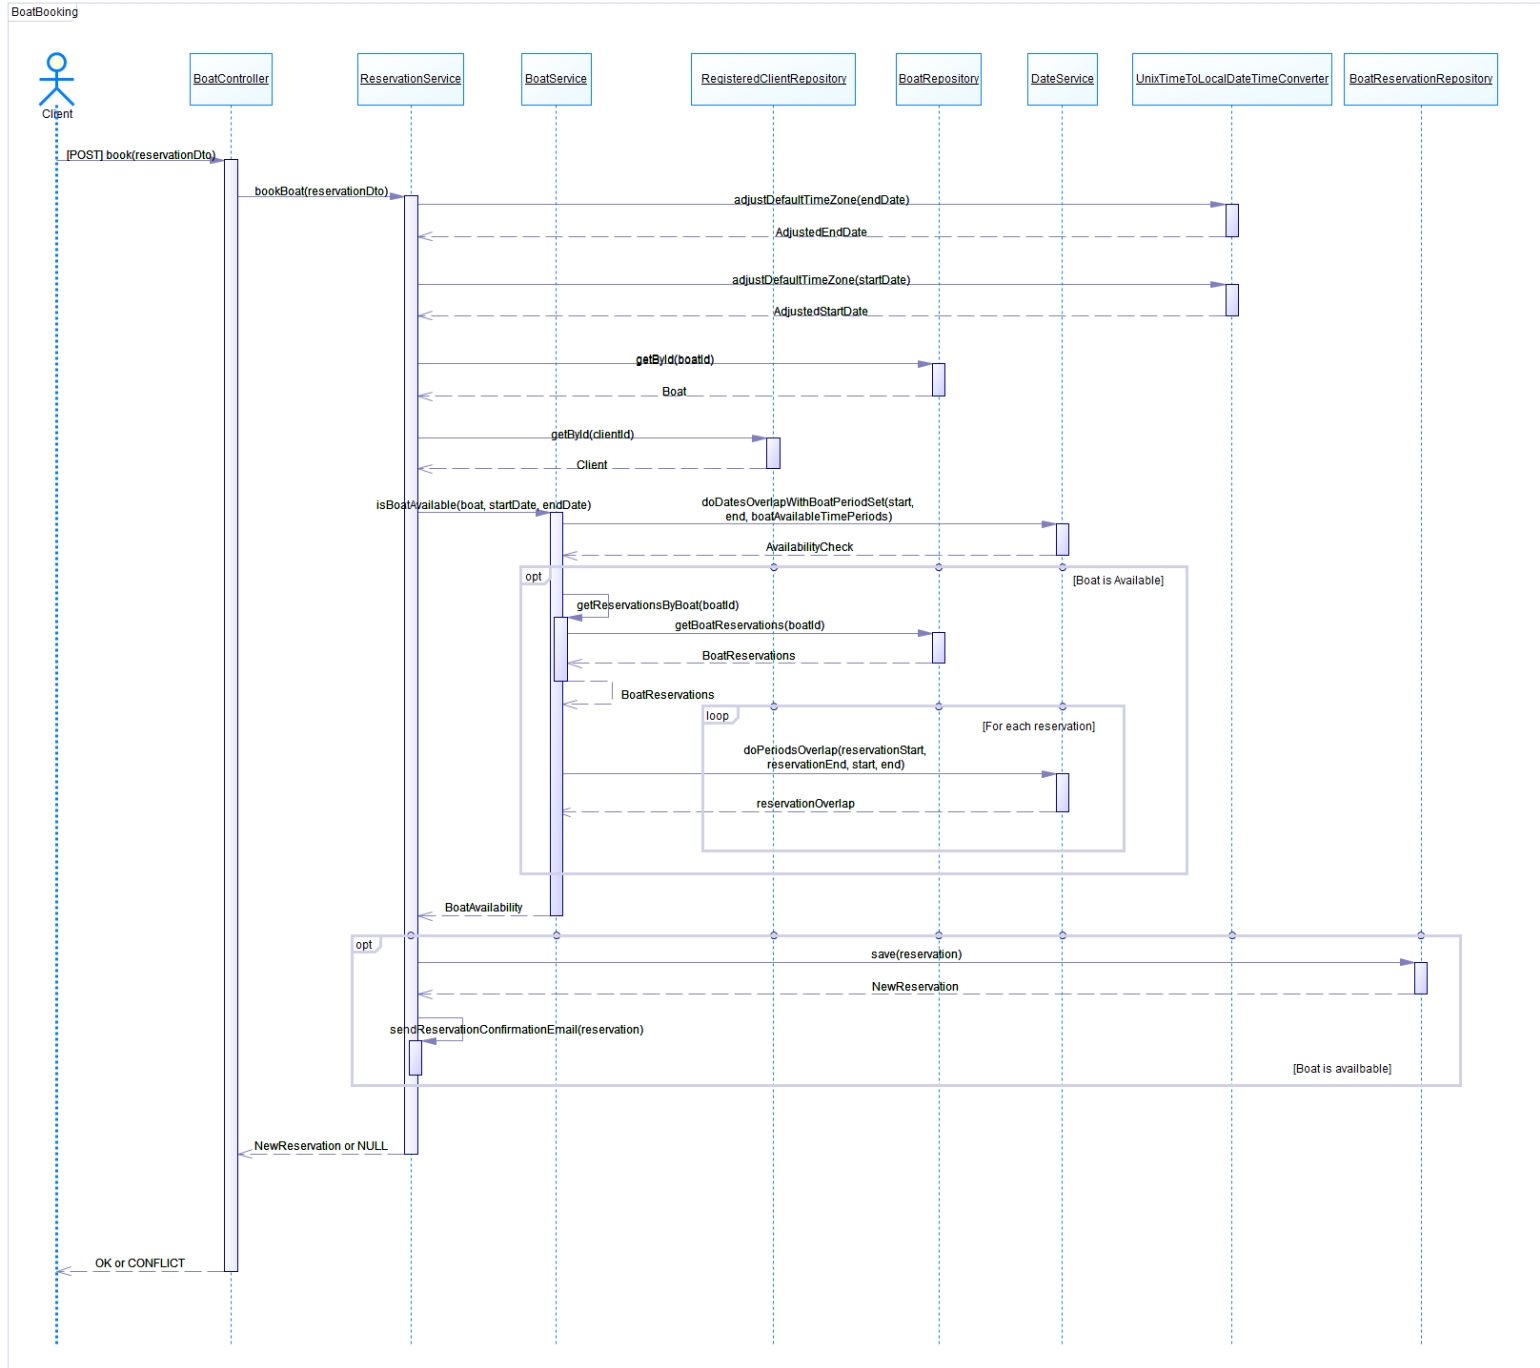 BoatBooking
Client
BoatController
ReservationService
BoatService
RegisteredClientRepository
BoatRepository
DateService
UnixTimeToLocalDateTimeConverter
BoatReservationRepository
[POST] book(reservationDto)
bookBoat(reservationDto)
adjustDefaultTimeZone(endDate)
AdjustedEndDate
adjustDefaultTimeZone(startDate)
AdjustedStartDate
getById(boatId)
Boat
getById(clientId)
Client
isBoatAvailable(boat, startDate, endDate)
doDatesOverlapWithBoatPeriodSet(start,
end, boatAvailableTimePeriods)
AvailabilityCheck
opt
[Boat is Available]
getReservationsByBoat(boatId)
getBoatReservations(boatId)
BoatReservations
BoatReservations
loop
[For each reservation]
doPeriodsOverlap(reservationStart,
reservationEnd, start, end)
reservationOverlap
BoatAvailability
opt
save(reservation)
NewReservation
sendReservationConfirmationEmail(reservation)
[Boat is availbable]
NewReservation or NULL
OK or CONFLICT